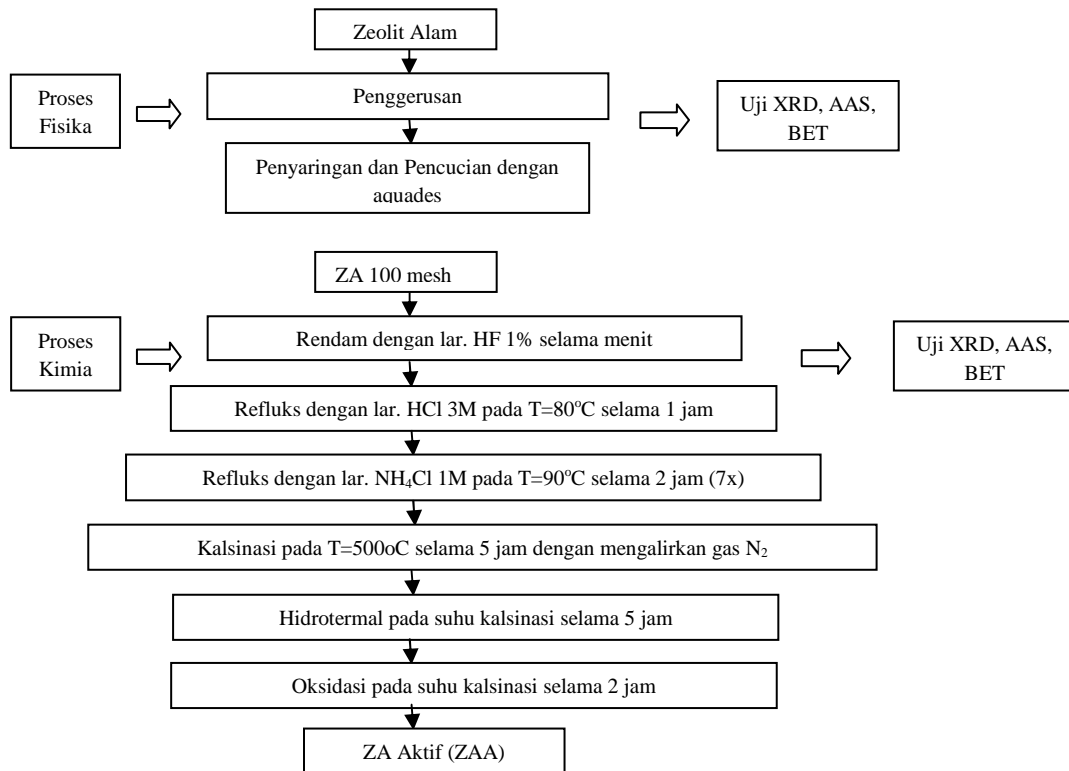 Zeolit Alam
Proses
Fisika
Penggerusan
Uji XRD, AAS,
BET
Penyaringan dan Pencucian dengan
aquades
ZA 100 mesh
Proses
Kimia
Rendam dengan lar. HF 1% selama menit
Uji XRD, AAS,
BET
Refluks dengan lar. HCl 3M pada T=80°C selama 1 jam
Refluks dengan lar. NH₄Cl 1M pada T=90°C selama 2 jam (7x)
Kalsinasi pada T=500oC selama 5 jam dengan mengalirkan gas N₂
Hidrotermal pada suhu kalsinasi selama 5 jam
Oksidasi pada suhu kalsinasi selama 2 jam
ZA Aktif (ZAA)